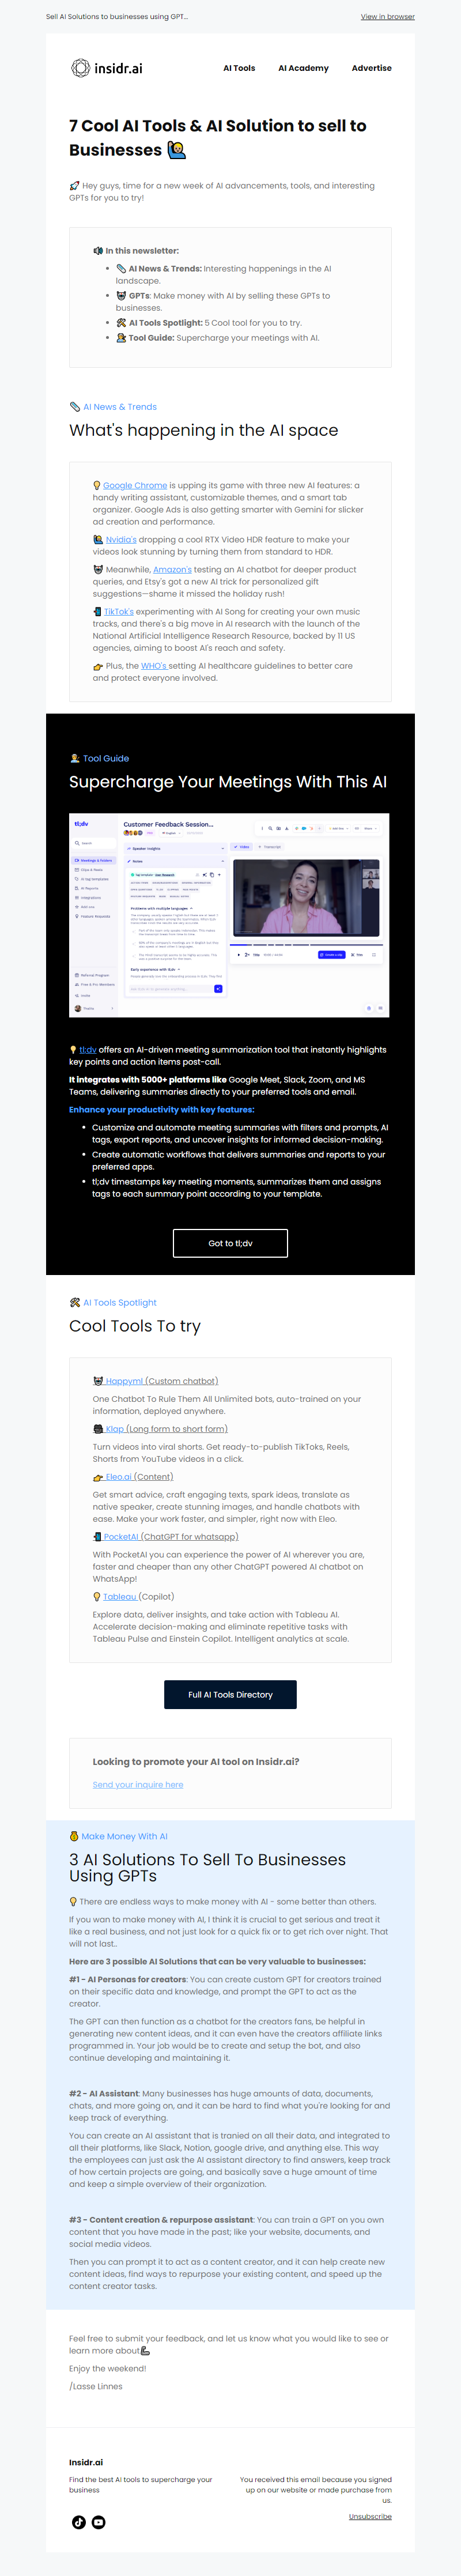 Sell AI Solutions to businesses using GPT...
View in browser
insidr.ai
AI Tools
AI Academy
Advertise
7 Cool AI Tools & AI Solution to sell to
Businesses 🙋
🚀 Hey guys, time for a new week of AI advancements, tools, and interesting
GPTs for you to try!
📢 In this newsletter:
• 📎 AI News & Trends: Interesting happenings in the AI
landscape.
• GPTs: Make money with AI by selling these GPTs to
businesses.
• 🛠 AI Tools Spotlight: 5 Cool tool for you to try.
• Tool Guide: Supercharge your meetings with AI.
📎 AI News & Trends
What's happening in the AI space
💡 Google Chrome is upping its game with three new AI features: a
handy writing assistant, customizable themes, and a smart tab
organizer. Google Ads is also getting smarter with Gemini for slicker
ad creation and performance.
Nvidia's dropping a cool RTX Video HDR feature to make your
videos look stunning by turning them from standard to HDR.
Meanwhile, Amazon's testing an AI chatbot for deeper product
queries, and Etsy's got a new AI trick for personalized gift
suggestions—shame it missed the holiday rush!
📲 TikTok's experimenting with AI Song for creating your own music
tracks, and there's a big move in AI research with the launch of the
National Artificial Intelligence Research Resource, backed by 11 US
agencies, aiming to boost AI's reach and safety.
👉 Plus, the WHO's setting AI healthcare guidelines to better care
and protect everyone involved.
Tool Guide
Supercharge Your Meetings With This AI
tl;dv
Customer Feedback Session...
Search
Meetings & Folders
Speaker Insights
Video
Transcript
Clips & Reels
AI tag templates
Notes
AI Reports
Integrations
Feature Requests
Problems with multiple languages
Early experience with tl;dv
Referral Program
Invite
💡 tl;dv offers an AI-driven meeting summarization tool that instantly highlights
key points and action items post-call.
It integrates with 5000+ platforms like Google Meet, Slack, Zoom, and MS
Teams, delivering summaries directly to your preferred tools and email.
Enhance your productivity with key features:
• Customize and automate meeting summaries with filters and prompts, AI
tags, export reports, and uncover insights for informed decision-making.
• Create automatic workflows that delivers summaries and reports to your
preferred apps.
• tl;dv timestamps key meeting moments, summarizes them and assigns
tags to each summary point according to your template.
Got to tl;dv
🛠 AI Tools Spotlight
Cool Tools To try
Happyml (Custom chatbot)
One Chatbot To Rule Them All Unlimited bots, auto-trained on your
information, deployed anywhere.
Klap (Long form to short form)
Turn videos into viral shorts. Get ready-to-publish TikToks, Reels,
Shorts from YouTube videos in a click.
👉 Eleo.ai (Content)
Get smart advice, craft engaging texts, spark ideas, translate as
native speaker, create stunning images, and handle chatbots with
ease. Make your work faster, and simpler, right now with Eleo.
📲 PocketAI (ChatGPT for whatsapp)
With PocketAI you can experience the power of AI wherever you are,
faster and cheaper than any other ChatGPT powered AI chatbot on
WhatsApp!
💡 Tableau (Copilot)
Explore data, deliver insights, and take action with Tableau AI.
Accelerate decision-making and eliminate repetitive tasks with
Tableau Pulse and Einstein Copilot. Intelligent analytics at scale.
Full AI Tools Directory
Looking to promote your AI tool on Insidr.ai?
Send your inquire here
💰 Make Money With AI
3 AI Solutions To Sell To Businesses
Using GPTs
💡 There are endless ways to make money with AI - some better than others.
If you wan to make money with AI, I think it is crucial to get serious and treat it
like a real business, and not just look for a quick fix or to get rich over night. That
will not last..
Here are 3 possible AI Solutions that can be very valuable to businesses:
#1 - AI Personas for creators: You can create custom GPT for creators trained
on their specific data and knowledge, and prompt the GPT to act as the
creator.
The GPT can then function as a chatbot for the creators fans, be helpful in
generating new content ideas, and it can even have the creators affiliate links
programmed in. Your job would be to create and setup the bot, and also
continue developing and maintaining it.
#2 - AI Assistant: Many businesses has huge amounts of data, documents,
chats, and more going on, and it can be hard to find what you're looking for and
keep track of everything.
You can create an AI assistant that is tranied on all their data, and integrated to
all their platforms, like Slack, Notion, google drive, and anything else. This way
the employees can just ask the AI assistant directory to find answers, keep track
of how certain projects are going, and basically save a huge amount of time
and keep a simple overview of their organization.
#3 - Content creation & repurpose assistant: You can train a GPT on you own
content that you have made in the past; like your website, documents, and
social media videos.
Then you can prompt it to act as a content creator, and it can help create new
content ideas, find ways to repurpose your existing content, and speed up the
content creator tasks.
Feel free to submit your feedback, and let us know what you would like to see or
learn more about🦾
Enjoy the weekend!
/Lasse Linnes
Insidr.ai
Find the best AI tools to supercharge your
business
You received this email because you signed
up on our website or made purchase from
us.
Unsubscribe